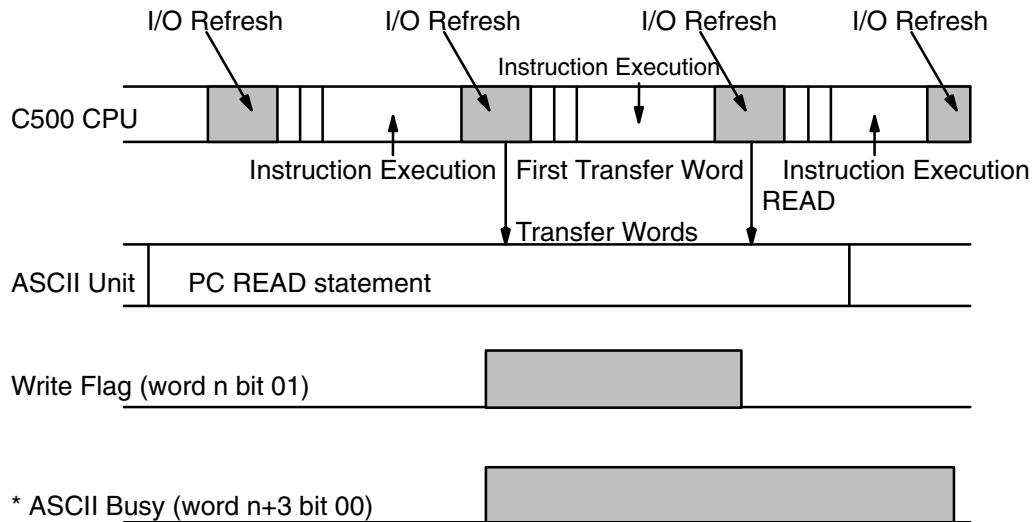 I/O Refresh I/O Refresh I/O Refresh I/O Refresh
Instruction Execution
C500 CPU
Instruction Execution First Transfer Word Instruction Execution
READ
Transfer Words
ASCII Unit PC READ statement
Write Flag (word n bit 01)
* ASCII Busy (word n+3 bit 00)